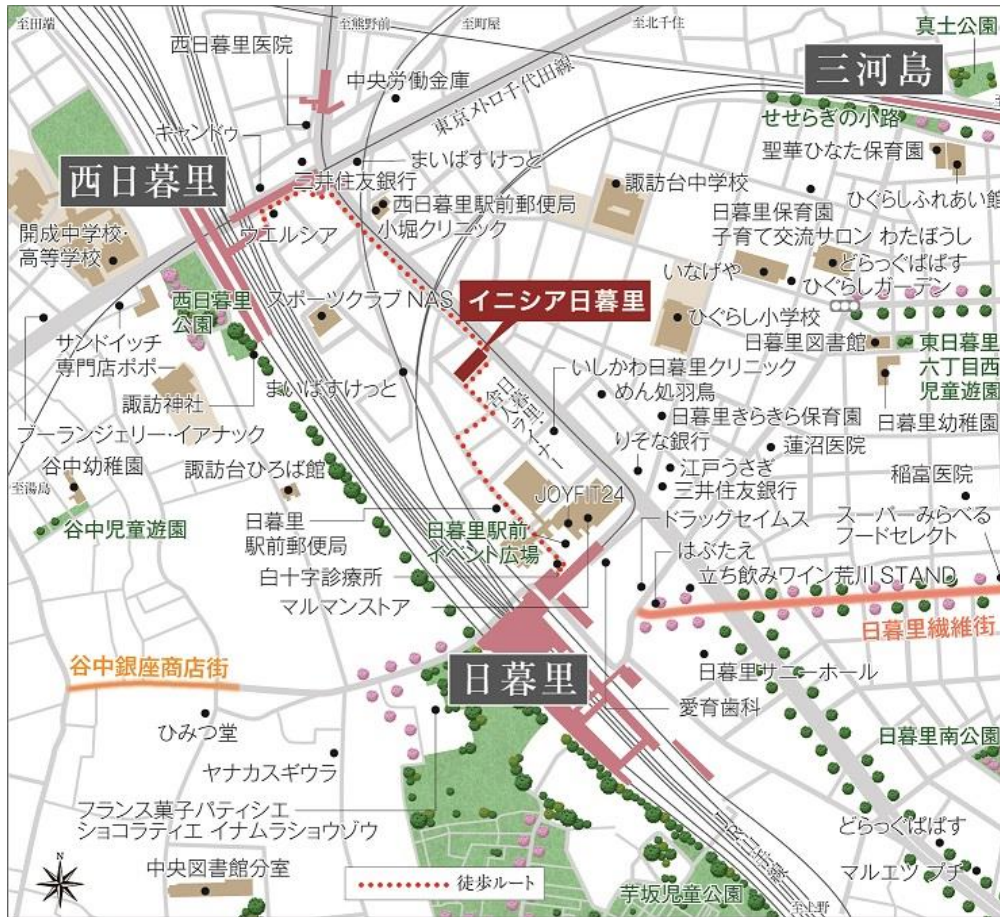 至田端
至熊野前
至町屋
至北千住
真土公園
西日暮里医院
中央労働金庫
三河島
東京メトロ千代田線
せせらぎの小路
キャンドゥ
まいばすけっと
聖華ひなた保育園
西日暮里
三井住友銀行
諏訪台中学校
ひぐらしふれあい館
西日暮里駅前郵便局
日暮里保育園
小堀クリニック
子育て交流サロン わたぼうし
開成中学校・
高等学校
ウエルシア
いなげや
どらっぐぱぱす
ひぐらしガーデン
西日暮里
公園
スポーツクラブ NAS
イニシア日暮里
ひぐらし小学校
サンドイッチ
専門店ポポー
日暮里図書館
東日暮里
六丁目西
児童遊園
いしかわ日暮里クリニック
まいばすけっと
めん処羽鳥
諏訪神社
日暮里・
舎人ライナー
日暮里きらきら保育園
日暮里幼稚園
ブーランジェリー・イアナック
りそな銀行
蓮沼医院
谷中幼稚園
諏訪台ひろば館
江戸うさぎ
稲富医院
至湯島
JOYFIT24
三井住友銀行
谷中児童遊園
日暮里
駅前郵便局
日暮里駅前
イベント広場
ドラッグセイムス
スーパーみらべる
フードセレクト
はぶたえ
白十字診療所
立ち飲みワイン荒川 STAND
マルマンストア
日暮里繊維街
谷中銀座商店街
日暮里
日暮里サニーホール
愛育歯科
ひみつ堂
日暮里南公園
ヤナカスギウラ
フランス菓子パティシエ
ショコラティエ イナムラショウゾウ
JR山手線
どらっぐぱぱす
中央図書館分室
マルエツ プチ
N
徒歩ルート
芋坂児童公園
至上野